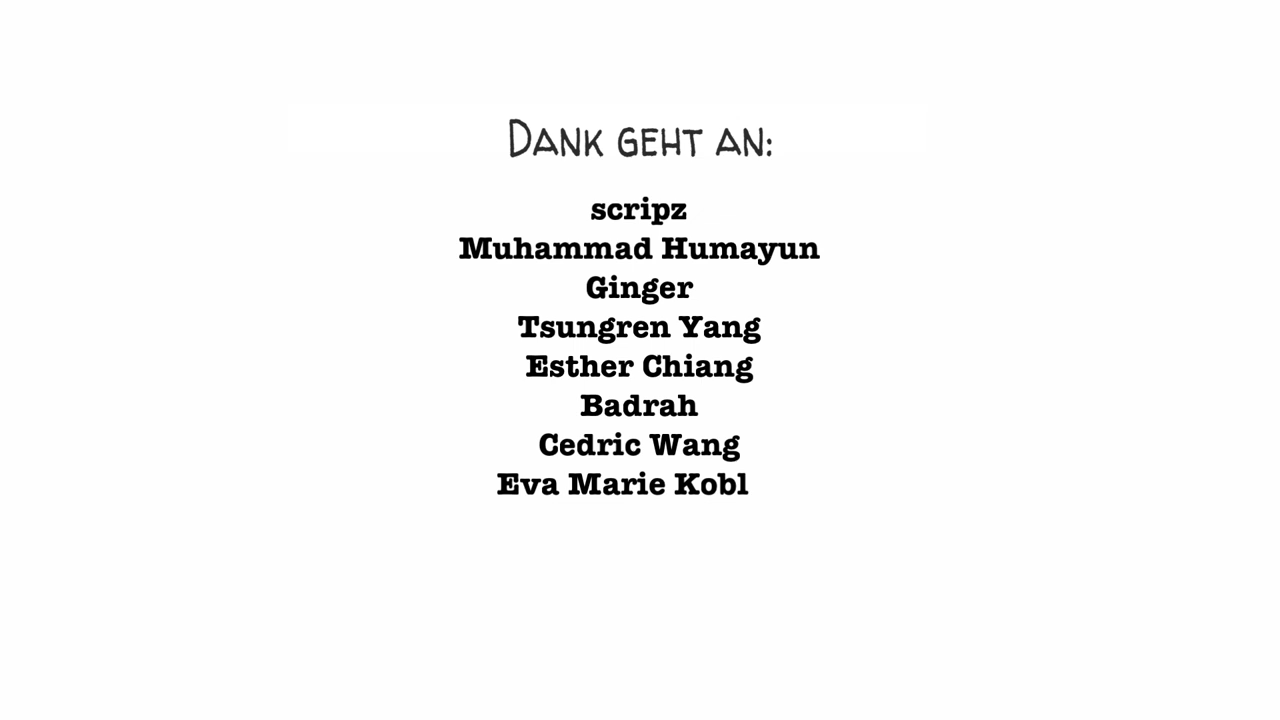 Dank geht an:
scripz
Muhammad Humayun
Ginger
Tsungren Yang
Esther Chiang
Badrah
Cedric Wang
Eva Marie Kobl